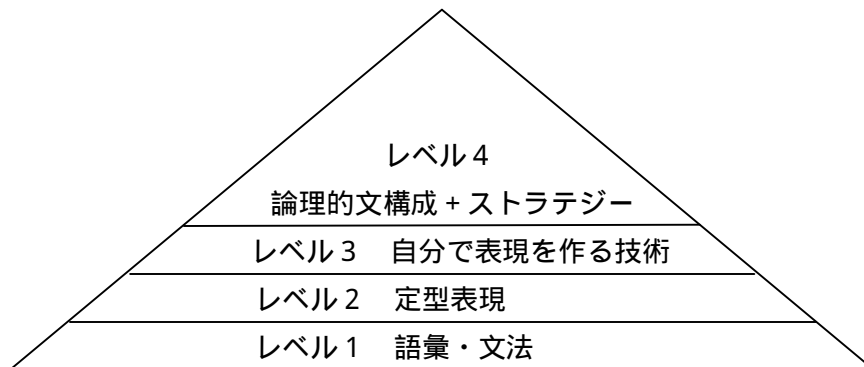 レベル4
論理的文構成+ストラテジー
レベル3 自分で表現を作る技術
レベル2 定型表現
レベル1 語彙・文法